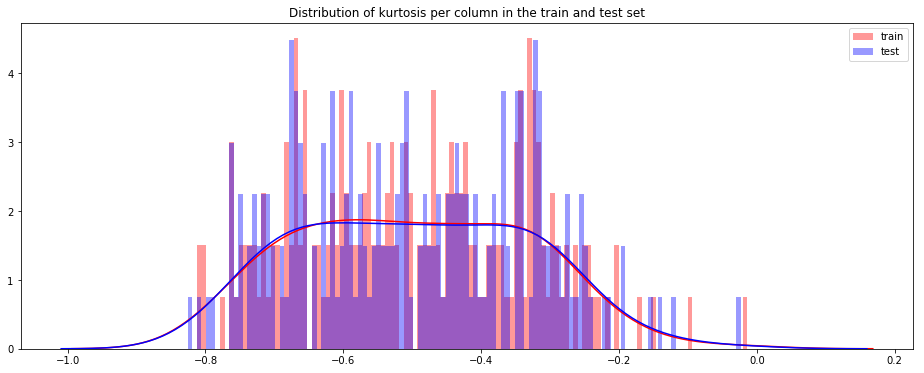 Distribution of kurtosis per column in the train and test set
train
test
4
3
2
1
0
−1.0 −0.8 −0.6 −0.4 −0.2 0.0 0.2